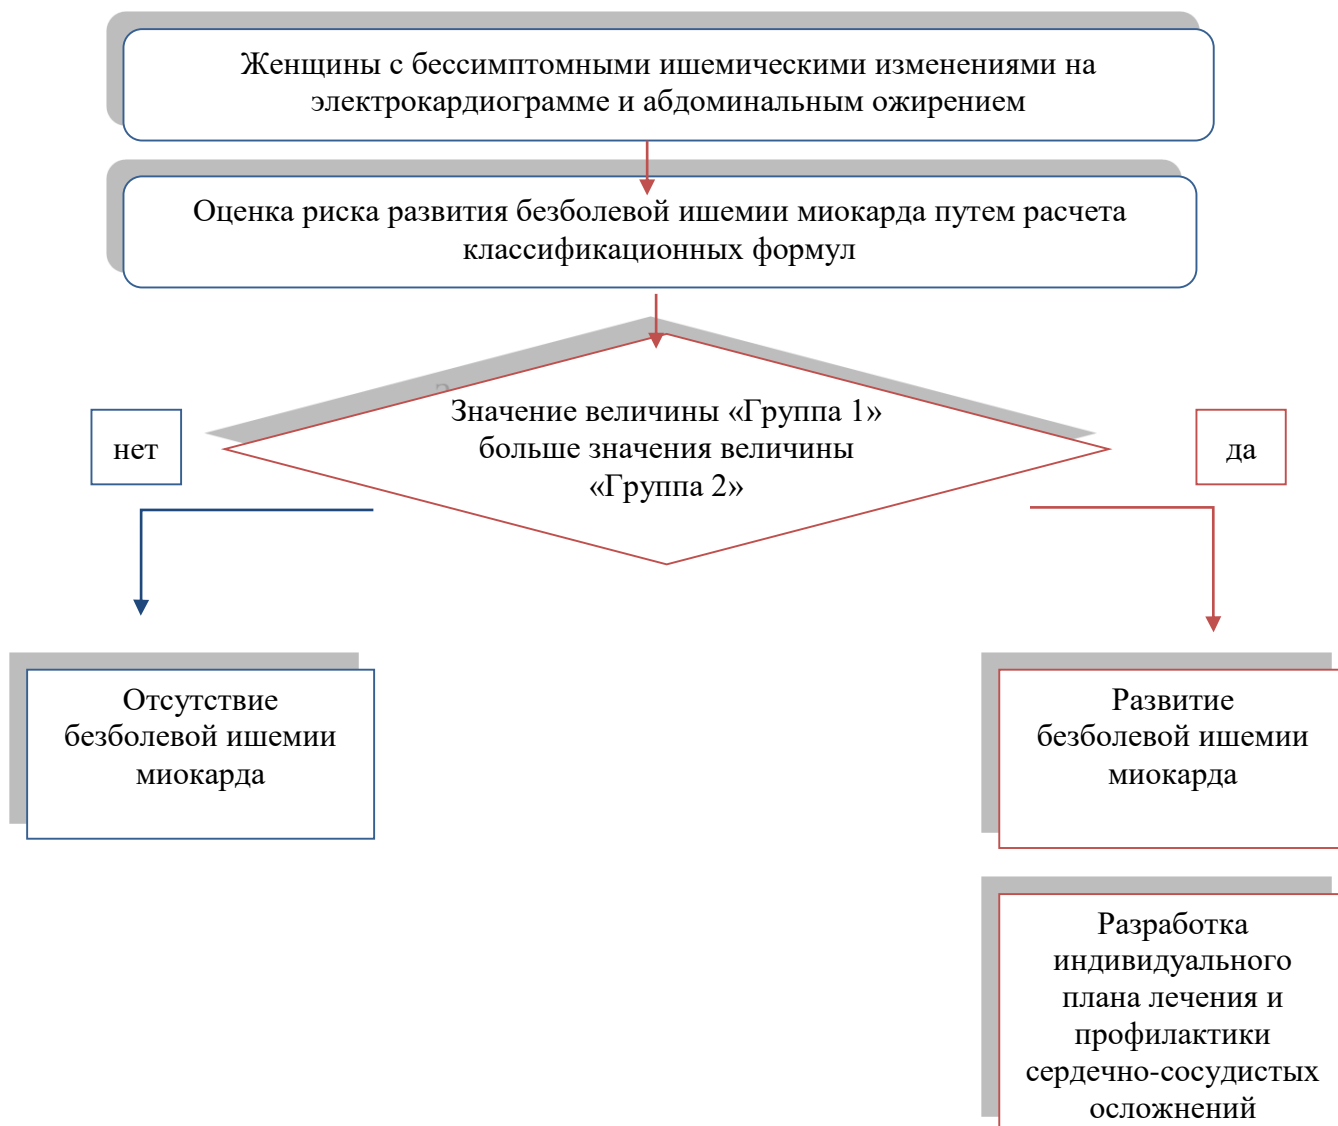 Женщины с бессимптомными ишемическими изменениями на
электрокардиограмме и абдоминальным ожирением
Оценка риска развития безболевой ишемии миокарда путем расчета
классификационных формул
Значение величины «Группа 1»
больше значения величины
«Группа 2»
нет
да
Отсутствие
безболевой ишемии
миокарда
Развитие
безболевой ишемии
миокарда
Разработка
индивидуального
плана лечения и
профилактики
сердечно-сосудистых
осложнений